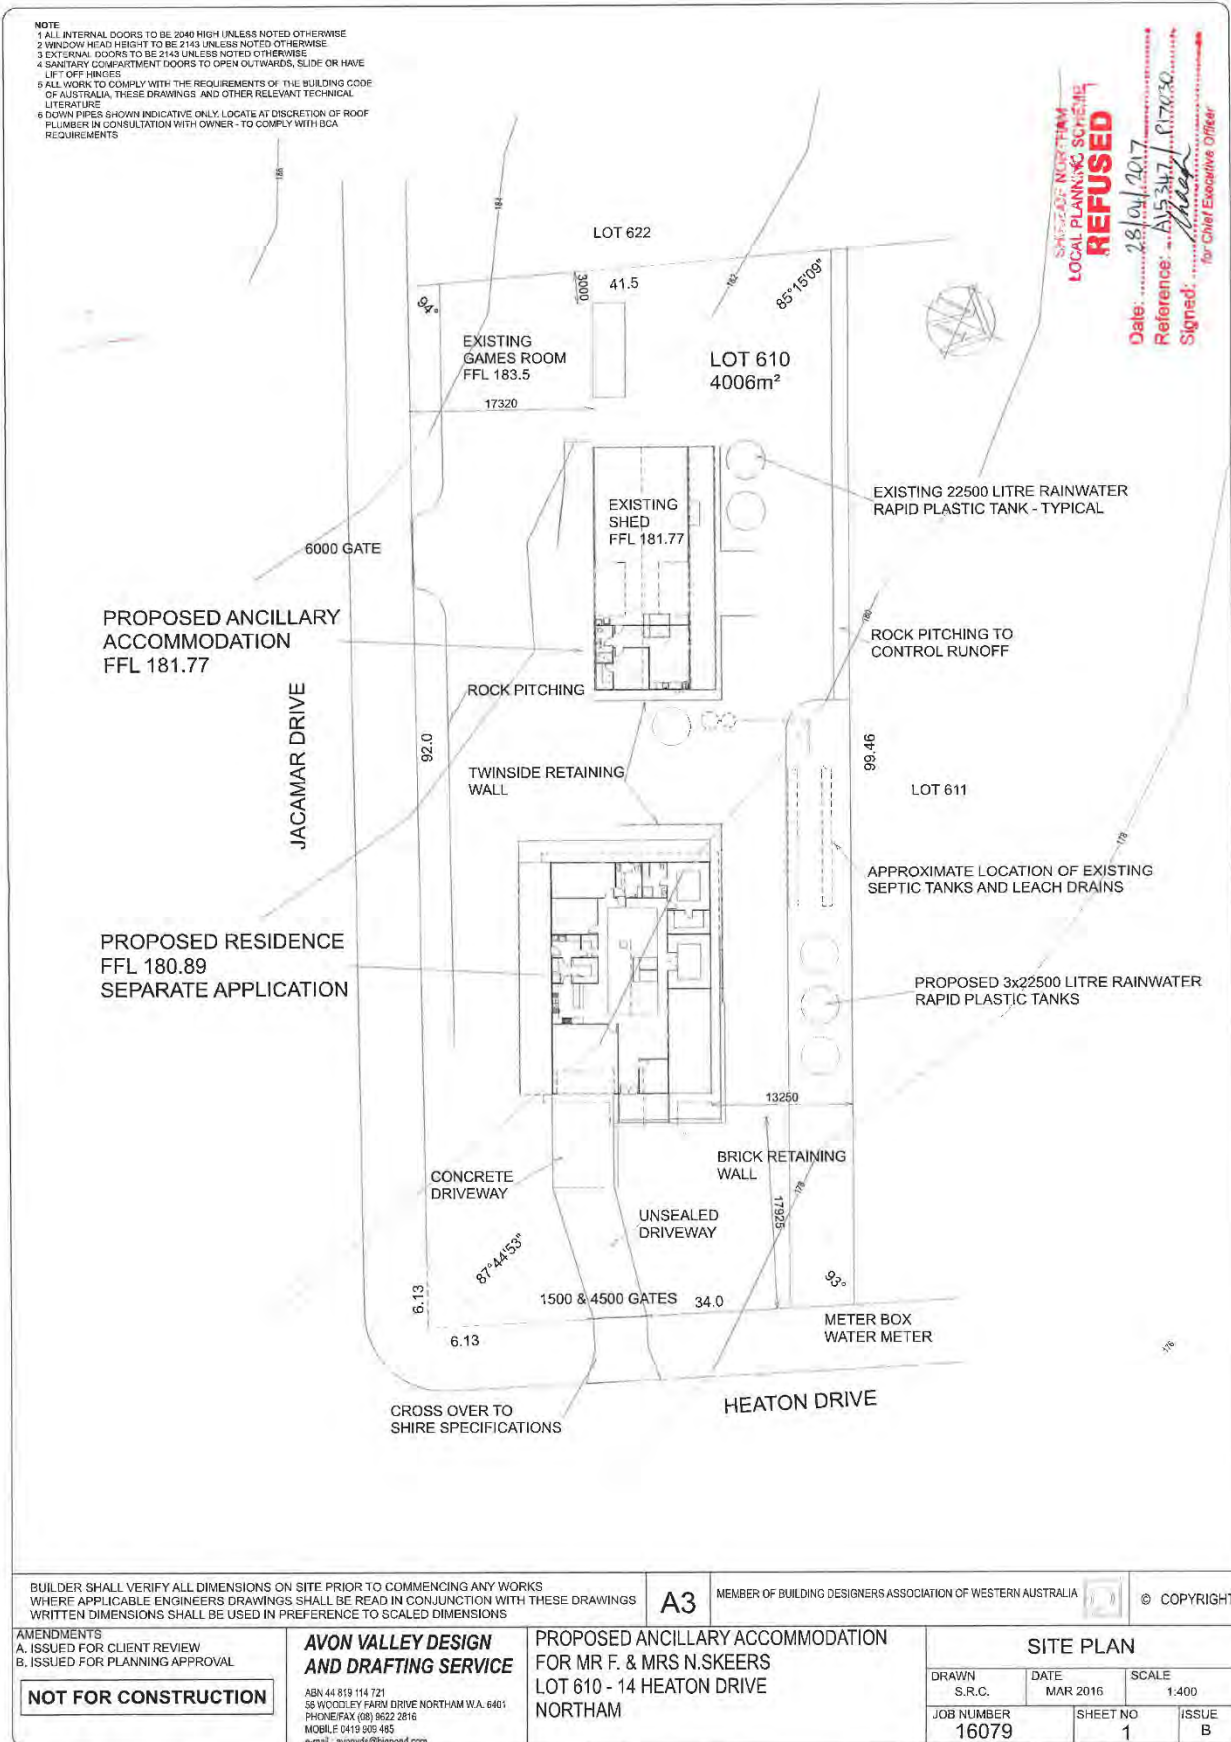 NOTE
1 ALL INTERNAL DOORS TO BE 2040 HIGH UNLESS NOTED OTHERWISE
2 WINDOW HEAD HEIGHT TO BE 2143 UNLESS NOTED OTHERWISE
3 EXTERNAL DOORS TO BE 2143 UNLESS NOTED OTHERWISE
4 SANITARY COMPARTMENT DOORS TO OPEN OUTWARDS, SLIDE OR HAVE
LIFT OFF HINGES
5 ALL WORK TO COMPLY WITH THE REQUIREMENTS OF THE BUILDING CODE
OF AUSTRALIA, THESE DRAWINGS AND OTHER RELEVANT TECHNICAL
LITERATURE
6 DOWN PIPES SHOWN INDICATIVE ONLY, LOCATE AT DISCRETION OF ROOF
PLUMBER IN CONSULTATION WITH OWNER - TO COMPLY WITH BCA
REQUIREMENTS
SHIRE OF NORTHAM
LOCAL PLANNING SCHEME
REFUSED
Date: 28/04/2017
Reference: A15347 / P17030
Signed:
for Chief Executive Officer
186
184
182
LOT 622
3000
41.5
94°
85°15'09"
EXISTING
GAMES ROOM
FFL 183.5
LOT 610
4006m²
17320
EXISTING
SHED
FFL 181.77
EXISTING 22500 LITRE RAINWATER
RAPID PLASTIC TANK - TYPICAL
6000 GATE
PROPOSED ANCILLARY
ACCOMMODATION
FFL 181.77
180
ROCK PITCHING TO
CONTROL RUNOFF
ROCK PITCHING
JACAMAR DRIVE
92.0
99.46
TWINSIDE RETAINING
WALL
LOT 611
178
APPROXIMATE LOCATION OF EXISTING
SEPTIC TANKS AND LEACH DRAINS
PROPOSED RESIDENCE
FFL 180.89
SEPARATE APPLICATION
PROPOSED 3x22500 LITRE RAINWATER
RAPID PLASTIC TANKS
13250
BRICK RETAINING
WALL
CONCRETE
DRIVEWAY
178
17925
UNSEALED
DRIVEWAY
87°44'53"
93°
6.13
1500 & 4500 GATES
34.0
METER BOX
WATER METER
6.13
176
HEATON DRIVE
CROSS OVER TO
SHIRE SPECIFICATIONS
BUILDER SHALL VERIFY ALL DIMENSIONS ON SITE PRIOR TO COMMENCING ANY WORKS
WHERE APPLICABLE ENGINEERS DRAWINGS SHALL BE READ IN CONJUNCTION WITH THESE DRAWINGS
WRITTEN DIMENSIONS SHALL BE USED IN PREFERENCE TO SCALED DIMENSIONS
A3
MEMBER OF BUILDING DESIGNERS ASSOCIATION OF WESTERN AUSTRALIA
© COPYRIGHT
AMENDMENTS
A. ISSUED FOR CLIENT REVIEW
B. ISSUED FOR PLANNING APPROVAL
NOT FOR CONSTRUCTION
AVON VALLEY DESIGN
AND DRAFTING SERVICE
ABN 44 819 114 721
58 WOODLEY FARM DRIVE NORTHAM W.A. 6401
PHONE/FAX (08) 9622 2816
MOBILE 0419 909 485
PROPOSED ANCILLARY ACCOMMODATION
FOR MR F. & MRS N.SKEERS
LOT 610 - 14 HEATON DRIVE
NORTHAM
SITE PLAN
DRAWN
S.R.C.
DATE
MAR 2016
SCALE
1:400
JOB NUMBER
16079
SHEET NO
1
ISSUE
B